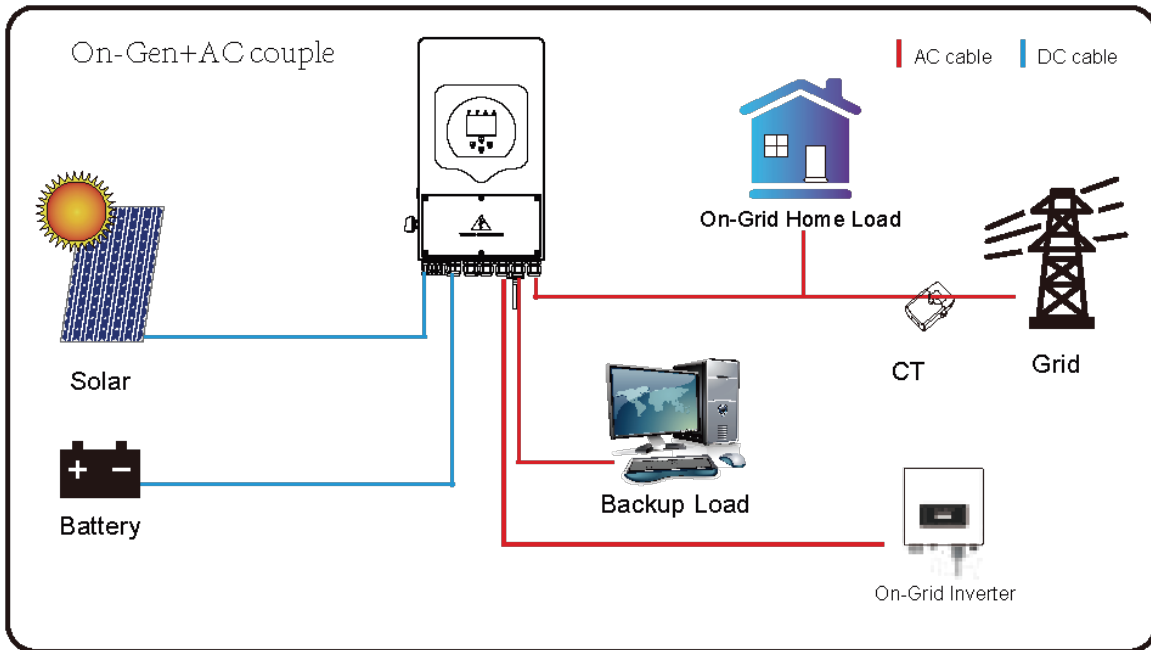 On-Gen+AC couple
AC cable
DC cable
On-Grid Home Load
CT
Grid
Solar
Backup Load
Battery
On-Grid Inverter